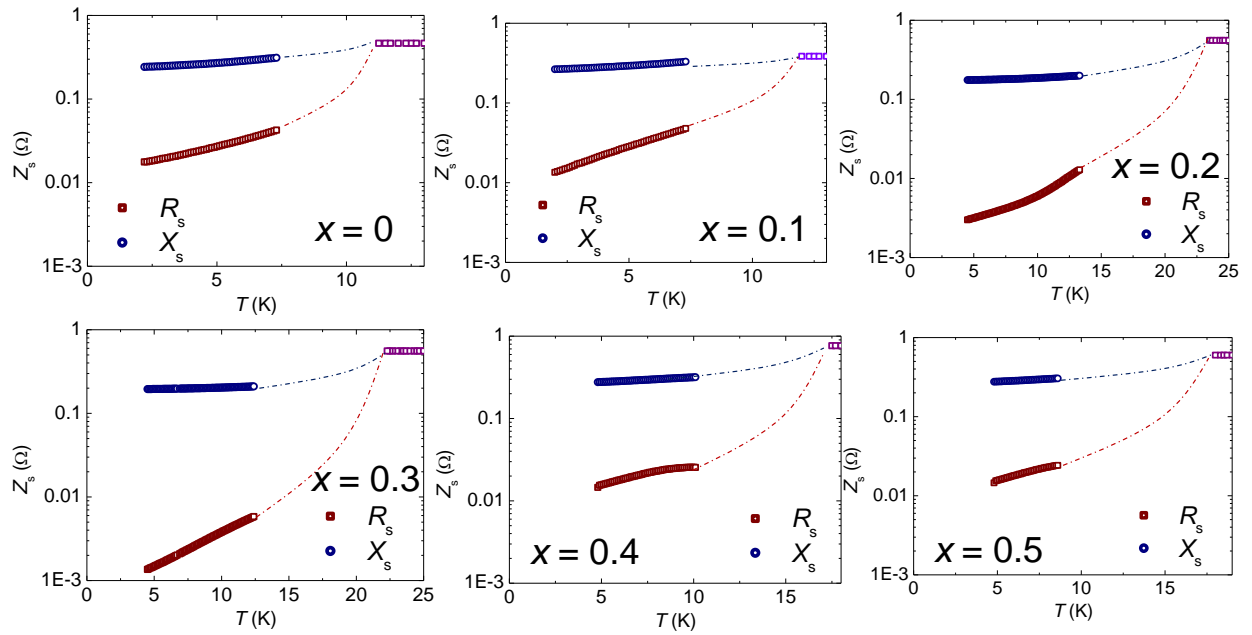 1
0.1
0.01
1E-3
Zs (Ω)
Rs
Xs
x = 0
0 5 10
T (K)
1
0.1
0.01
1E-3
Zs (Ω)
Rs
Xs
x = 0.1
0 5 10
T (K)
1
0.1
0.01
1E-3
Zs (Ω)
x = 0.2
Rs
Xs
0 5 10 15 20 25
T (K)
1
0.1
0.01
1E-3
Zs (Ω)
x = 0.3
Rs
Xs
0 5 10 15 20 25
T (K)
1
0.1
0.01
1E-3
Zs (Ω)
Rs
Xs
x = 0.4
0 5 10 15
T (K)
1
0.1
0.01
1E-3
Zs (Ω)
Rs
Xs
x = 0.5
0 5 10 15
T (K)